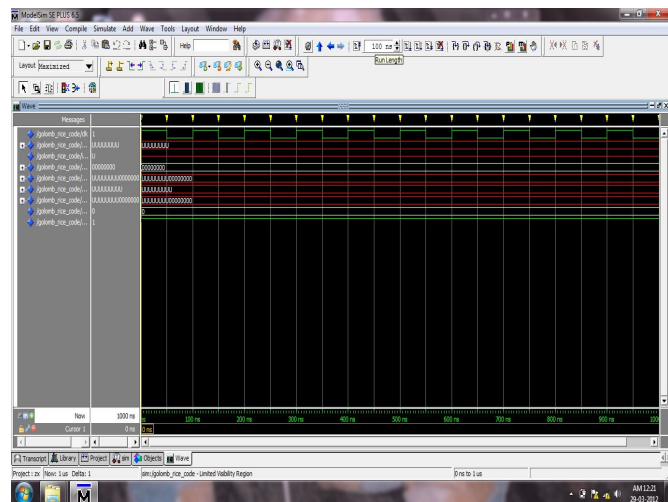 ModelSim SE PLUS 6.5
File Edit View Compile Simulate Add Wave Tools Layout Window Help
Help 100 ns
Layout Maximized Run Length
Wave
Messages
/golomb_rice_code/clk 1
/golomb_rice_code/... UUUUUUUU UUUUUUUU
/golomb_rice_code/i... U
/golomb_rice_code/... 00000000 00000000
/golomb_rice_code/... UUUUUUUU00000000 UUUUUUUU00000000
/golomb_rice_code/... UUUUUUUUU UUUUUUUUU
/golomb_rice_code/... UUUUUUUU00000000 UUUUUUUU00000000
/golomb_rice_code/... 0 0
/golomb_rice_code/... 1
Now 1000 ns ns 100 ns 200 ns 300 ns 400 ns 500 ns 600 ns 700 ns 800 ns 900 ns
Cursor 1 0 ns 0 ns
Transcript Library Project sim Objects Wave
Project : zx Now: 1 us Delta: 1 sim:/golomb_rice_code - Limited Visibility Region 0 ns to 1 us
AM 12:21
29-03-2012